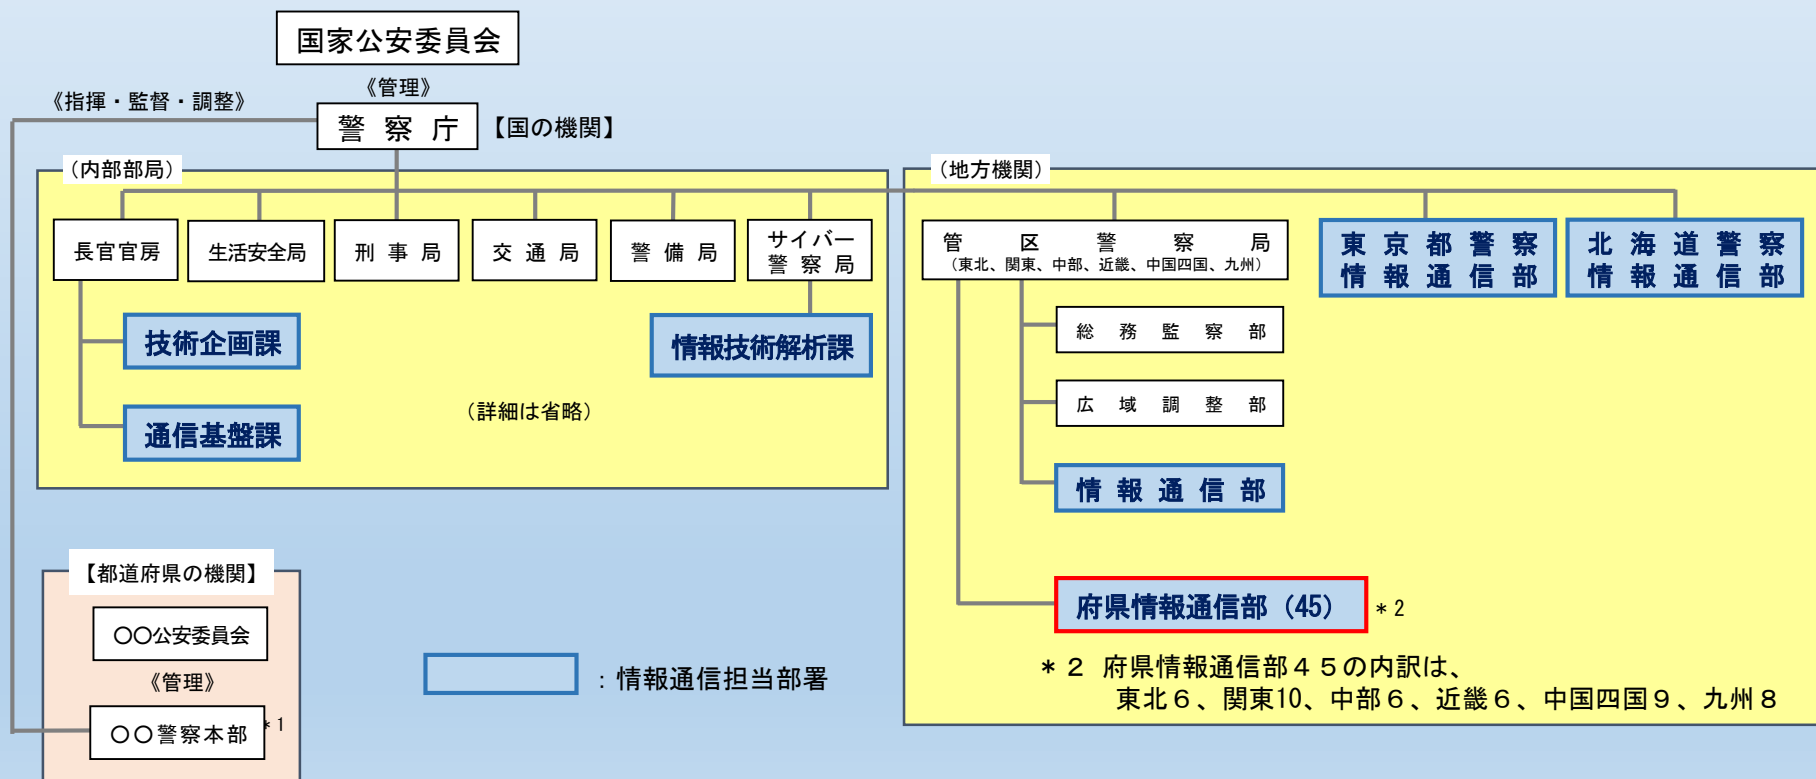 国家公安委員会
《管理》
《指揮・監督・調整》
警察庁
【国の機関】
（内部部局）
長官官房
生活安全局
刑事局
交通局
警備局
サイバー
警察局
技術企画課
情報技術解析課
通信基盤課
（詳細は省略）
（地方機関）
管区警察局
（東北、関東、中部、近畿、中国四国、九州）
東京都警察
情報通信部
北海道警察
情報通信部
総務監察部
広域調整部
情報通信部
府県情報通信部（45）
＊2
＊２ 府県情報通信部４５の内訳は、
東北６、関東10、中部６、近畿６、中国四国９、九州８
【都道府県の機関】
〇〇公安委員会
《管理》
〇〇警察本部
＊1
：情報通信担当部署